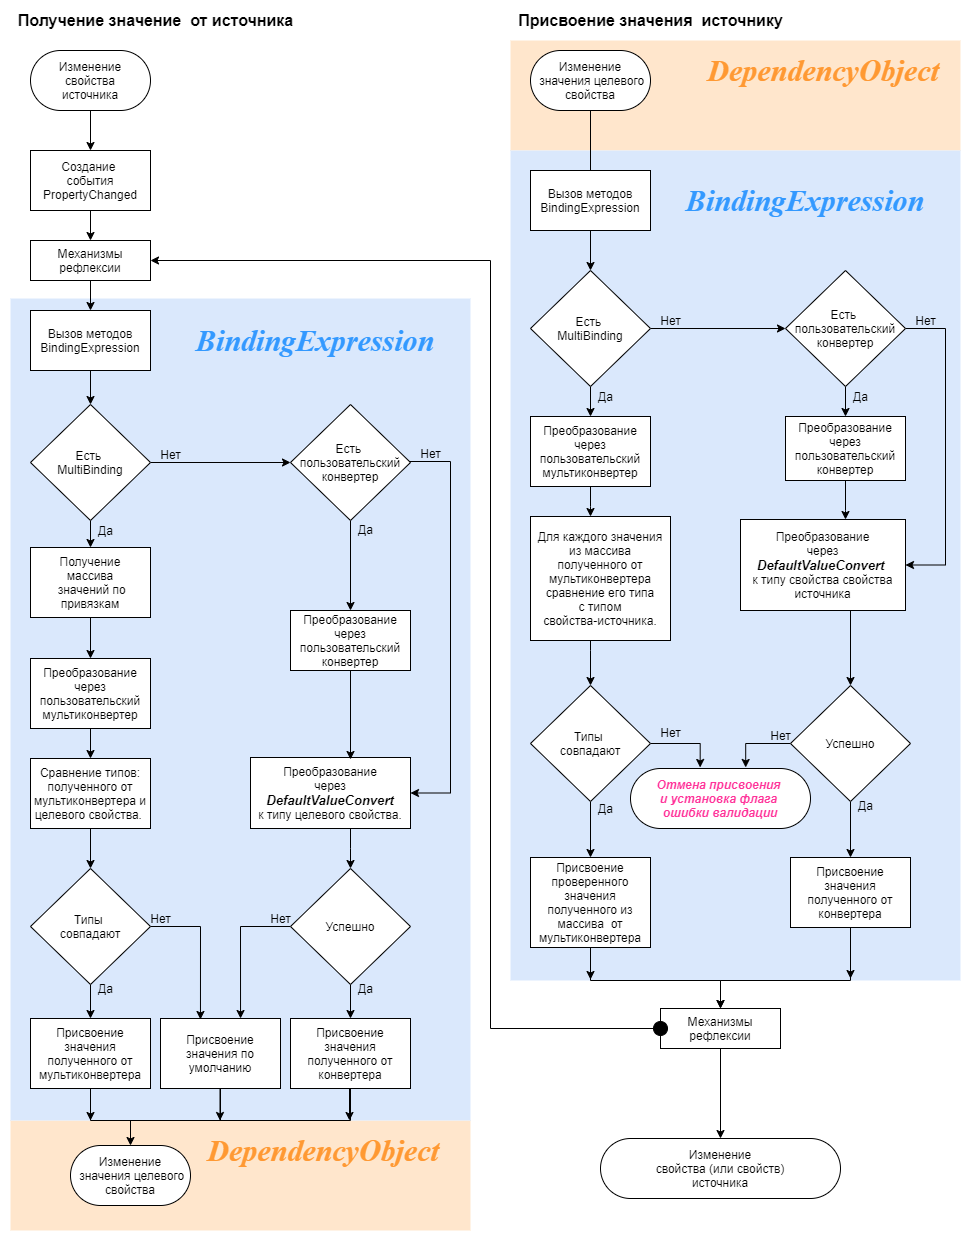 Получение значение  от источника
Изменение
свойства
источника
Создание
события
PropertyChanged
Механизмы
рефлексии
BindingExpression
Вызов методов
BindingExpression
Есть
MultiBinding
Нет
Есть
пользовательский
конвертер
Нет
Да
Да
Получение
массива
значений по
привязкам
Преобразование
через
пользовательский
конвертер
Преобразование
через
пользовательский
мультиконвертер
Сравнение типов:
полученного от
мультиконвертера и
целевого свойства.
Преобразование
через
DefaultValueConvert
к типу целевого свойства.
Типы
совпадают
Нет
Нет
Успешно
Да
Да
Присвоение
значения
полученного от
мультиконвертера
Присвоение
значения по
умолчанию
Присвоение
значения
полученного от
конвертера
DependencyObject
Изменение
значения целевого
свойства
Присвоение значения  источнику
DependencyObject
Изменение
значения целевого
свойства
BindingExpression
Вызов методов
BindingExpression
Есть
MultiBinding
Нет
Есть
пользовательский
конвертер
Нет
Да
Да
Преобразование
через
пользовательский
мультиконвертер
Преобразование
через
пользовательский
конвертер
Для каждого значения
из массива
полученного от
мультиконвертера
сравнение его типа
с типом
свойства-источника.
Преобразование
через
DefaultValueConvert
к типу свойства свойства
источника
Типы
совпадают
Нет
Нет
Успешно
Отмена присвоения
и установка флага
ошибки валидации
Да
Да
Присвоение
проверенного
значения
полученного из
массива  от
мультиконвертера
Присвоение
значения
полученного от
конвертера
Механизмы
рефлексии
Изменение
свойства (или свойств)
источника